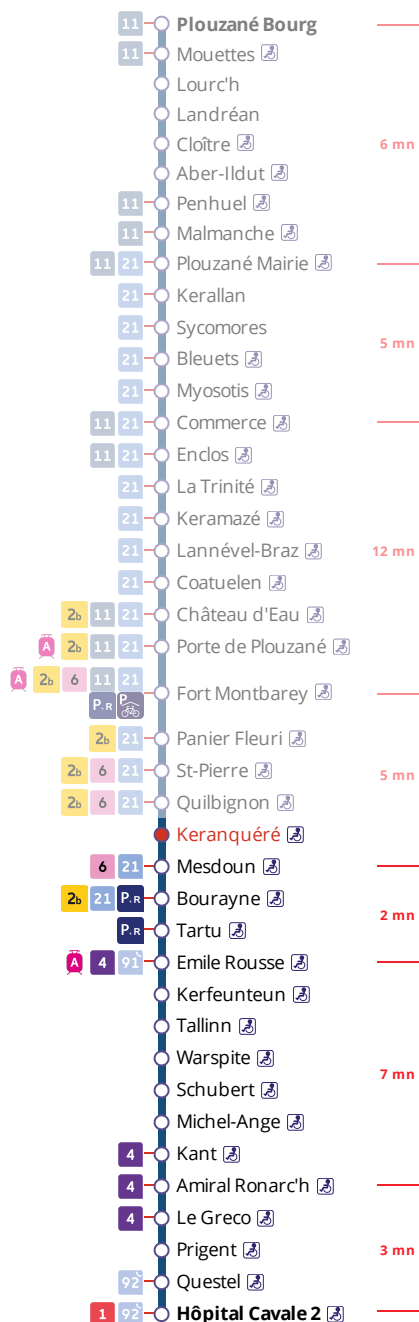 11 Plouzané Bourg
11 Mouettes
Lourc'h
Landréan
Cloître
6 mn
Aber-Ildut
11 Penhuel
11 Malmanche
11 21 Plouzané Mairie
21 Kerallan
21 Sycomores
5 mn
21 Bleuets
21 Myosotis
11 21 Commerce
11 21 Enclos
21 La Trinité
21 Keramazé
21 Lannével-Braz
12 mn
21 Coatuelen
2b 11 21 Château d'Eau
A 2b 11 21 Porte de Plouzané
A 2b 6 11 21
P.R P Fort Montbarey
2b 21 Panier Fleuri
2b 6 21 St-Pierre
5 mn
2b 6 21 Quilbignon
Keranquéré
6 21 Mesdoun
2b 21 P.R Bourayne
2 mn
P.R Tartu
A 4 91 Emile Rousse
Kerfeunteun
Tallinn
Warspite
7 mn
Schubert
Michel-Ange
4 Kant
4 Amiral Ronarc'h
4 Le Greco
Prigent
3 mn
92 Questel
1 92 Hôpital Cavale 2